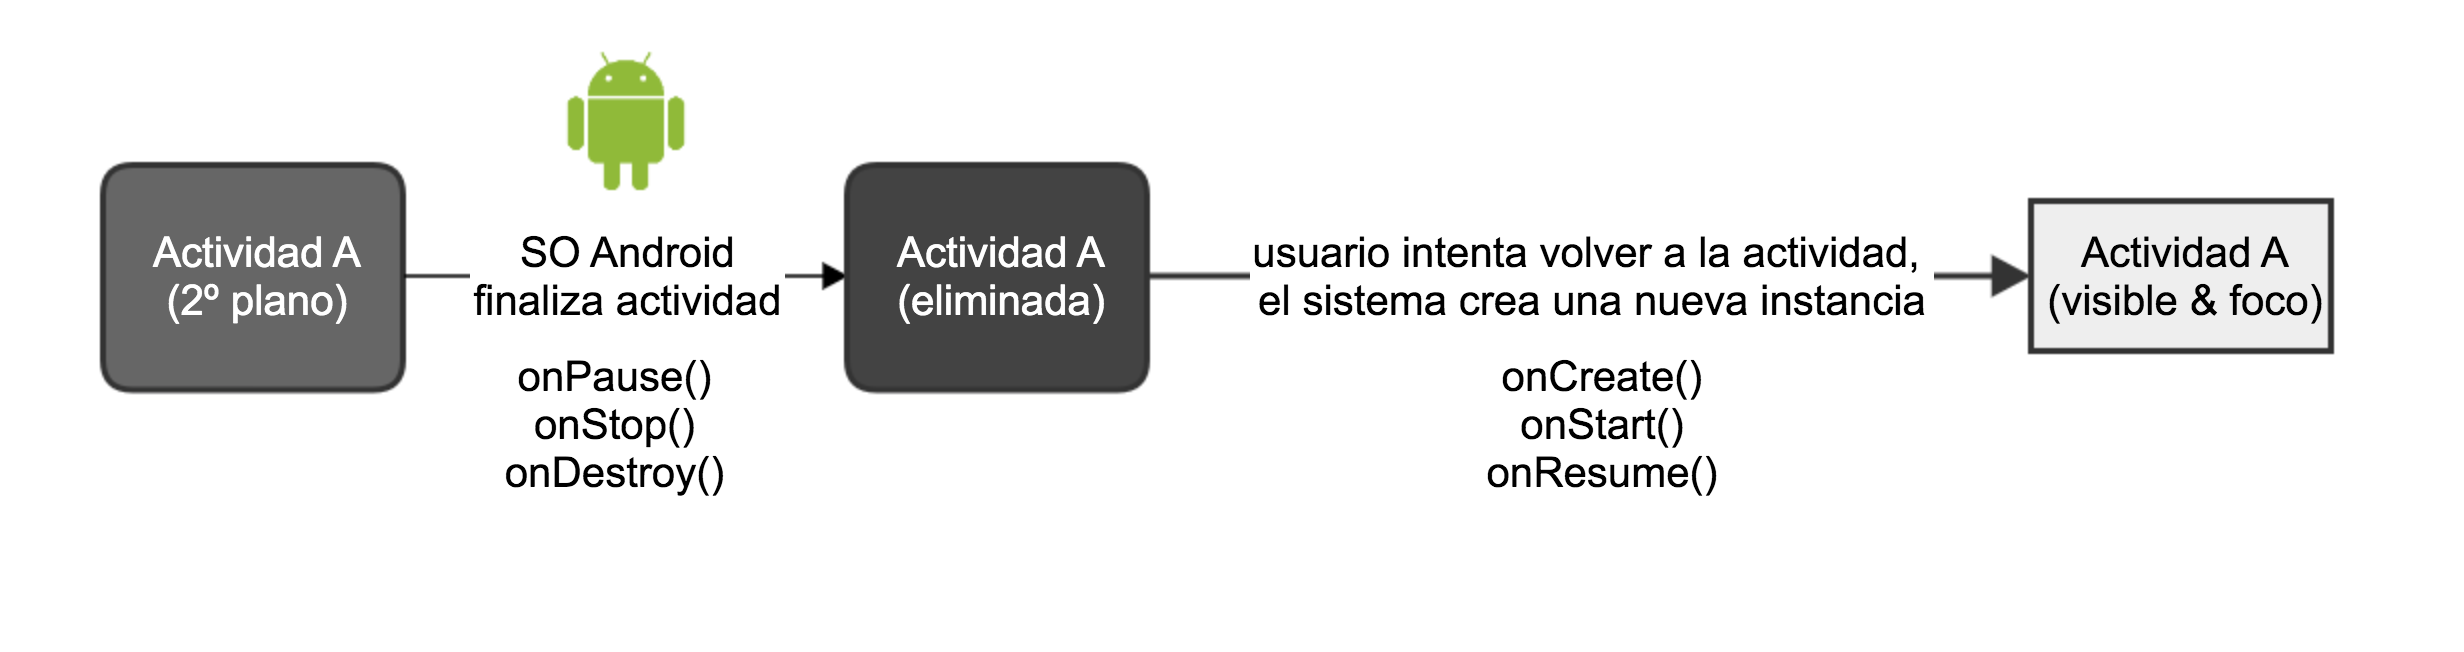 Actividad A
(2º plano)
SO Android
finaliza actividad
onPause()
onStop()
onDestroy()
Actividad A
(eliminada)
usuario intenta volver a la actividad,
el sistema crea una nueva instancia
onCreate()
onStart()
onResume()
Actividad A
(visible & foco)